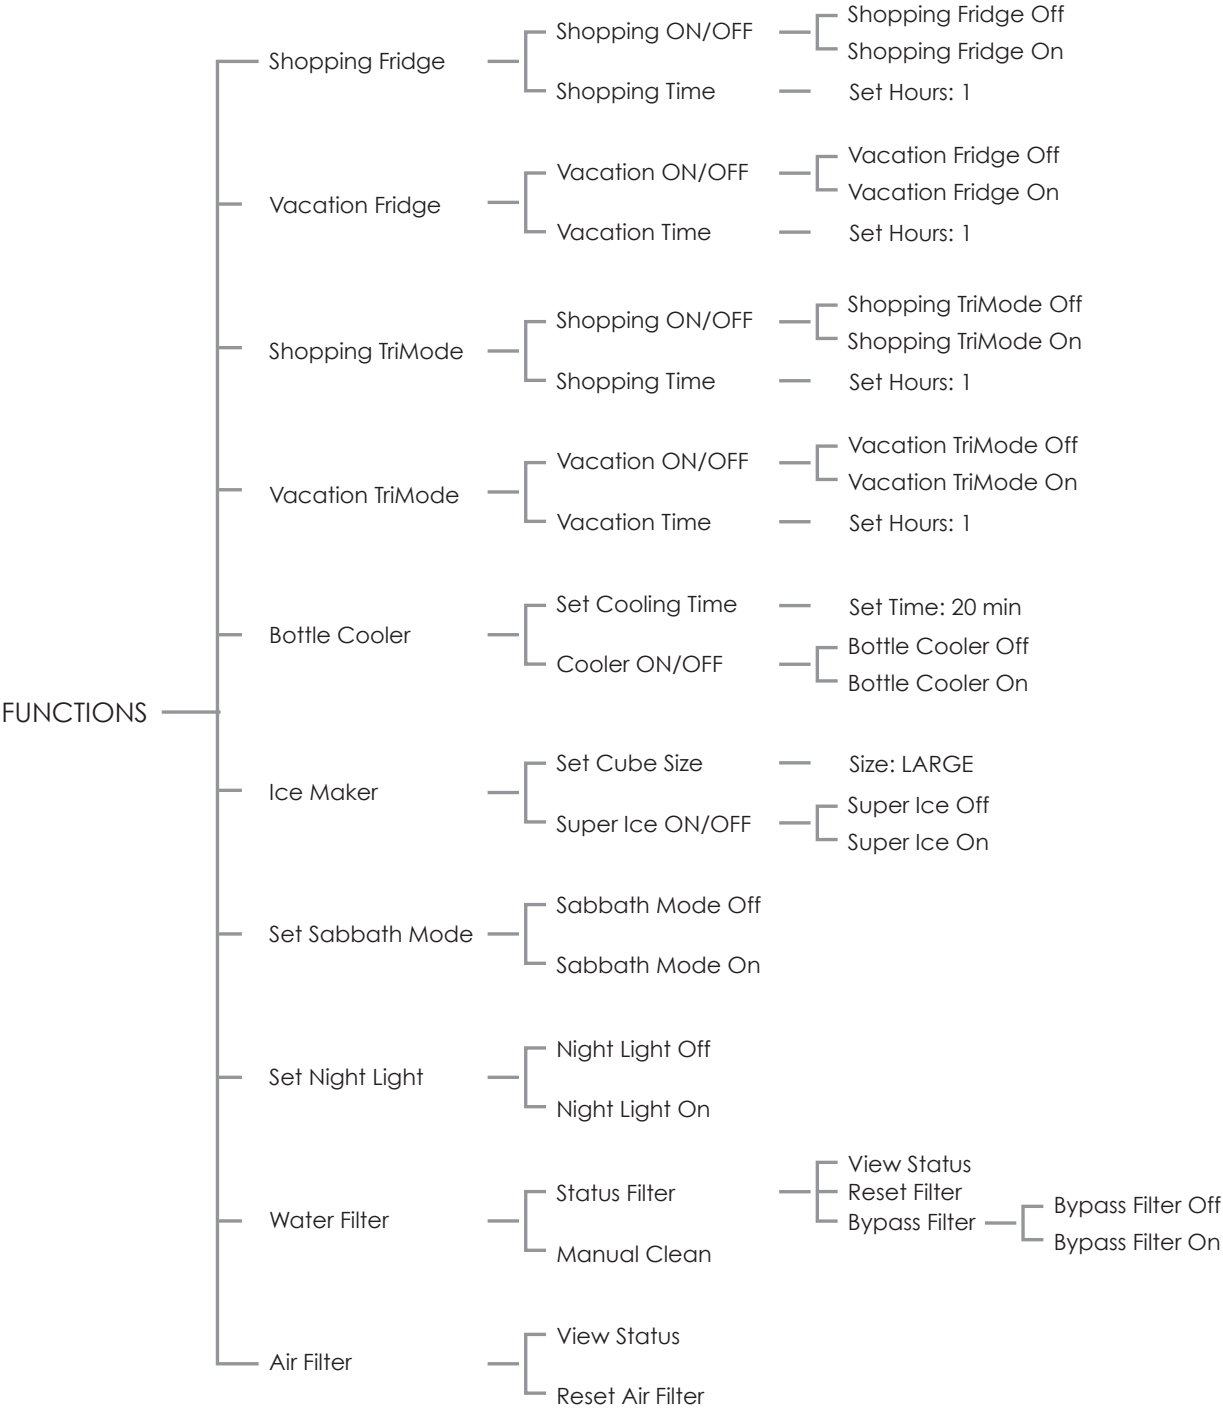 FUNCTIONS
Shopping Fridge
Shopping ON/OFF
Shopping Fridge Off
Shopping Fridge On
Shopping Time
Set Hours: 1
Vacation Fridge
Vacation ON/OFF
Vacation Fridge Off
Vacation Fridge On
Vacation Time
Set Hours: 1
Shopping TriMode
Shopping ON/OFF
Shopping TriMode Off
Shopping TriMode On
Shopping Time
Set Hours: 1
Vacation TriMode
Vacation ON/OFF
Vacation TriMode Off
Vacation TriMode On
Vacation Time
Set Hours: 1
Bottle Cooler
Set Cooling Time
Set Time: 20 min
Cooler ON/OFF
Bottle Cooler Off
Bottle Cooler On
Ice Maker
Set Cube Size
Size: LARGE
Super Ice ON/OFF
Super Ice Off
Super Ice On
Set Sabbath Mode
Sabbath Mode Off
Sabbath Mode On
Set Night Light
Night Light Off
Night Light On
Water Filter
Status Filter
View Status
Reset Filter
Bypass Filter
Bypass Filter Off
Bypass Filter On
Manual Clean
Air Filter
View Status
Reset Air Filter